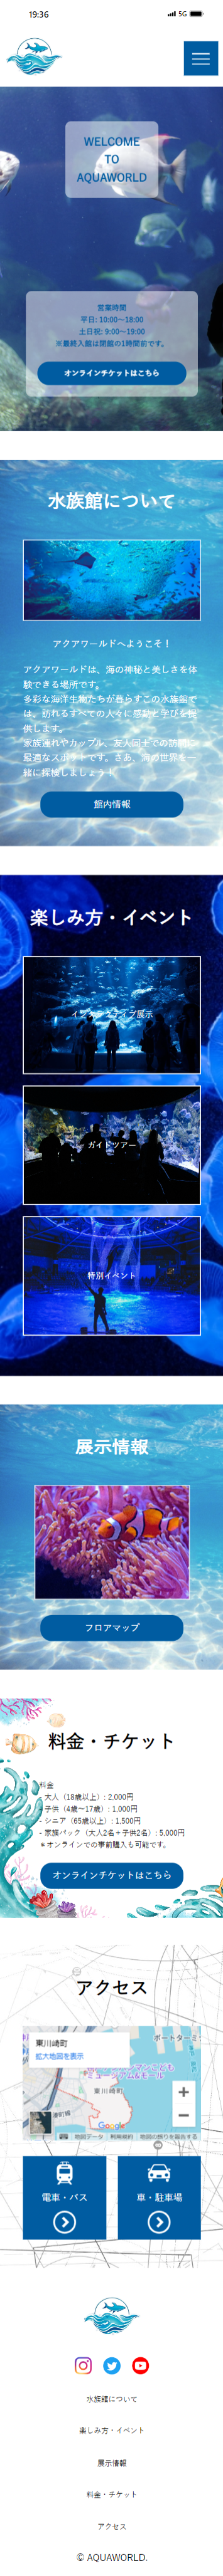 19:36
5G
WELCOME
TO
AQUAWORLD
営業時間
平日: 10:00〜18:00
土日祝: 9:00〜19:00
※最終入館は閉館の1時間前です。
オンラインチケットはこちら
水族館について
アクアワールドへようこそ！
アクアワールドは、海の神秘と美しさを体
験できる場所です。
多彩な海洋生物たちが暮らすこの水族館で
は、訪れるすべての人々に感動と学びを提
供します。
家族連れやカップル、友人同士での訪問に
最適なスポットです。さあ、海の世界を一
緒に探検しましょう！
館内情報
楽しみ方・イベント
インタラクティブ展示
ガイドツアー
特別イベント
展示情報
フロアマップ
料金・チケット
料金
- 大人（18歳以上）: 2,000円
- 子供（4歳〜17歳）: 1,000円
- シニア（65歳以上）: 1,500円
- 家族パック（大人2名＋子供2名）: 5,000円
＊オンラインでの事前購入も可能です。
オンラインチケットはこちら
アクセス
東川崎町
拡大地図を表示
ポートターミ
ーマンこども
ミュージアム&モール
東川崎町
Google
地図データ 利用規約 地図の誤りを報告する
電車・バス
車・駐車場
水族館について
楽しみ方・イベント
展示情報
料金・チケット
アクセス
© AQUAWORLD.